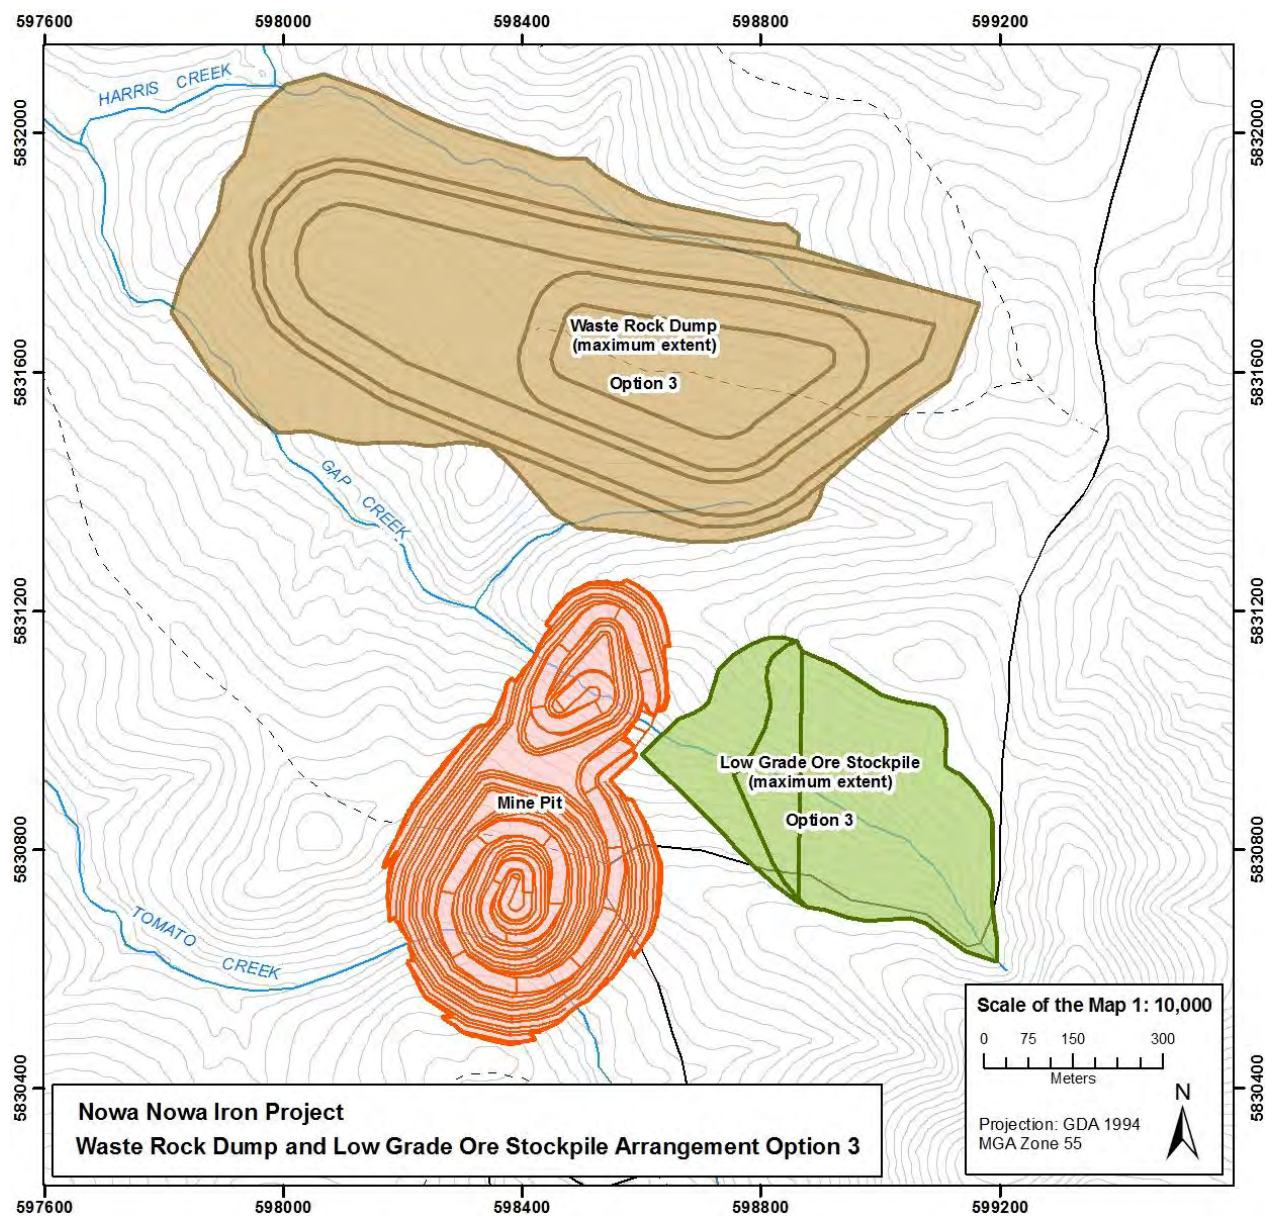 597600 598000 598400 598800 599200
HARRIS CREEK
5832000 5832000
Waste Rock Dump
(maximum extent)
Option 3
5831600 5831600
GAP CREEK
5831200 5831200
Low Grade Ore Stockpile
(maximum extent)
Option 3
Mine Pit
5830800 5830800
TOMATO CREEK
Scale of the Map 1: 10,000
0 75 150 300
Meters
Projection: GDA 1994
MGA Zone 55
N
5830400 5830400
Nowa Nowa Iron Project
Waste Rock Dump and Low Grade Ore Stockpile Arrangement Option 3
597600 598000 598400 598800 599200